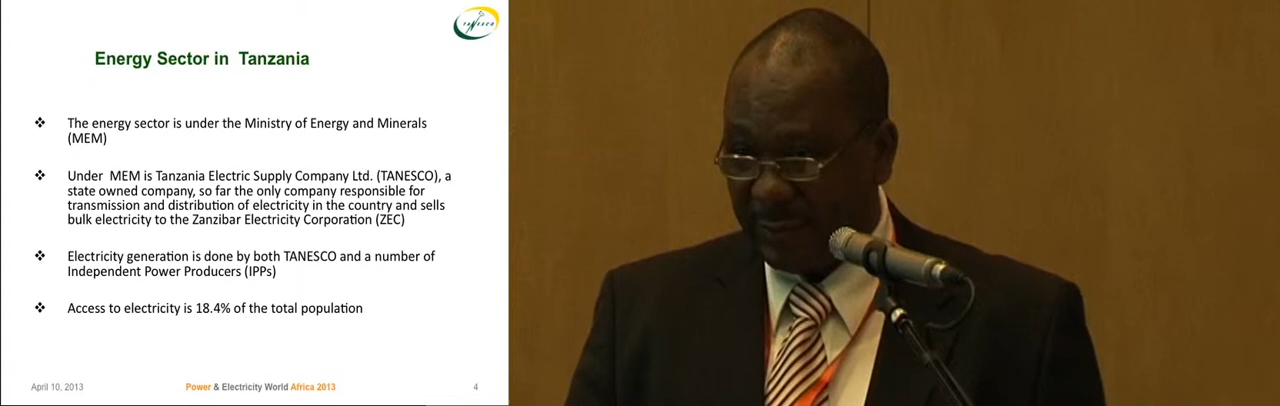 TANESCO
Energy Sector in Tanzania
❖ The energy sector is under the Ministry of Energy and Minerals
(MEM)
❖ Under MEM is Tanzania Electric Supply Company Ltd. (TANESCO), a
state owned company, so far the only company responsible for
transmission and distribution of electricity in the country and sells
bulk electricity to the Zanzibar Electricity Corporation (ZEC)
❖ Electricity generation is done by both TANESCO and a number of
Independent Power Producers (IPPs)
❖ Access to electricity is 18.4% of the total population
April 10, 2013 Power & Electricity World Africa 2013 4